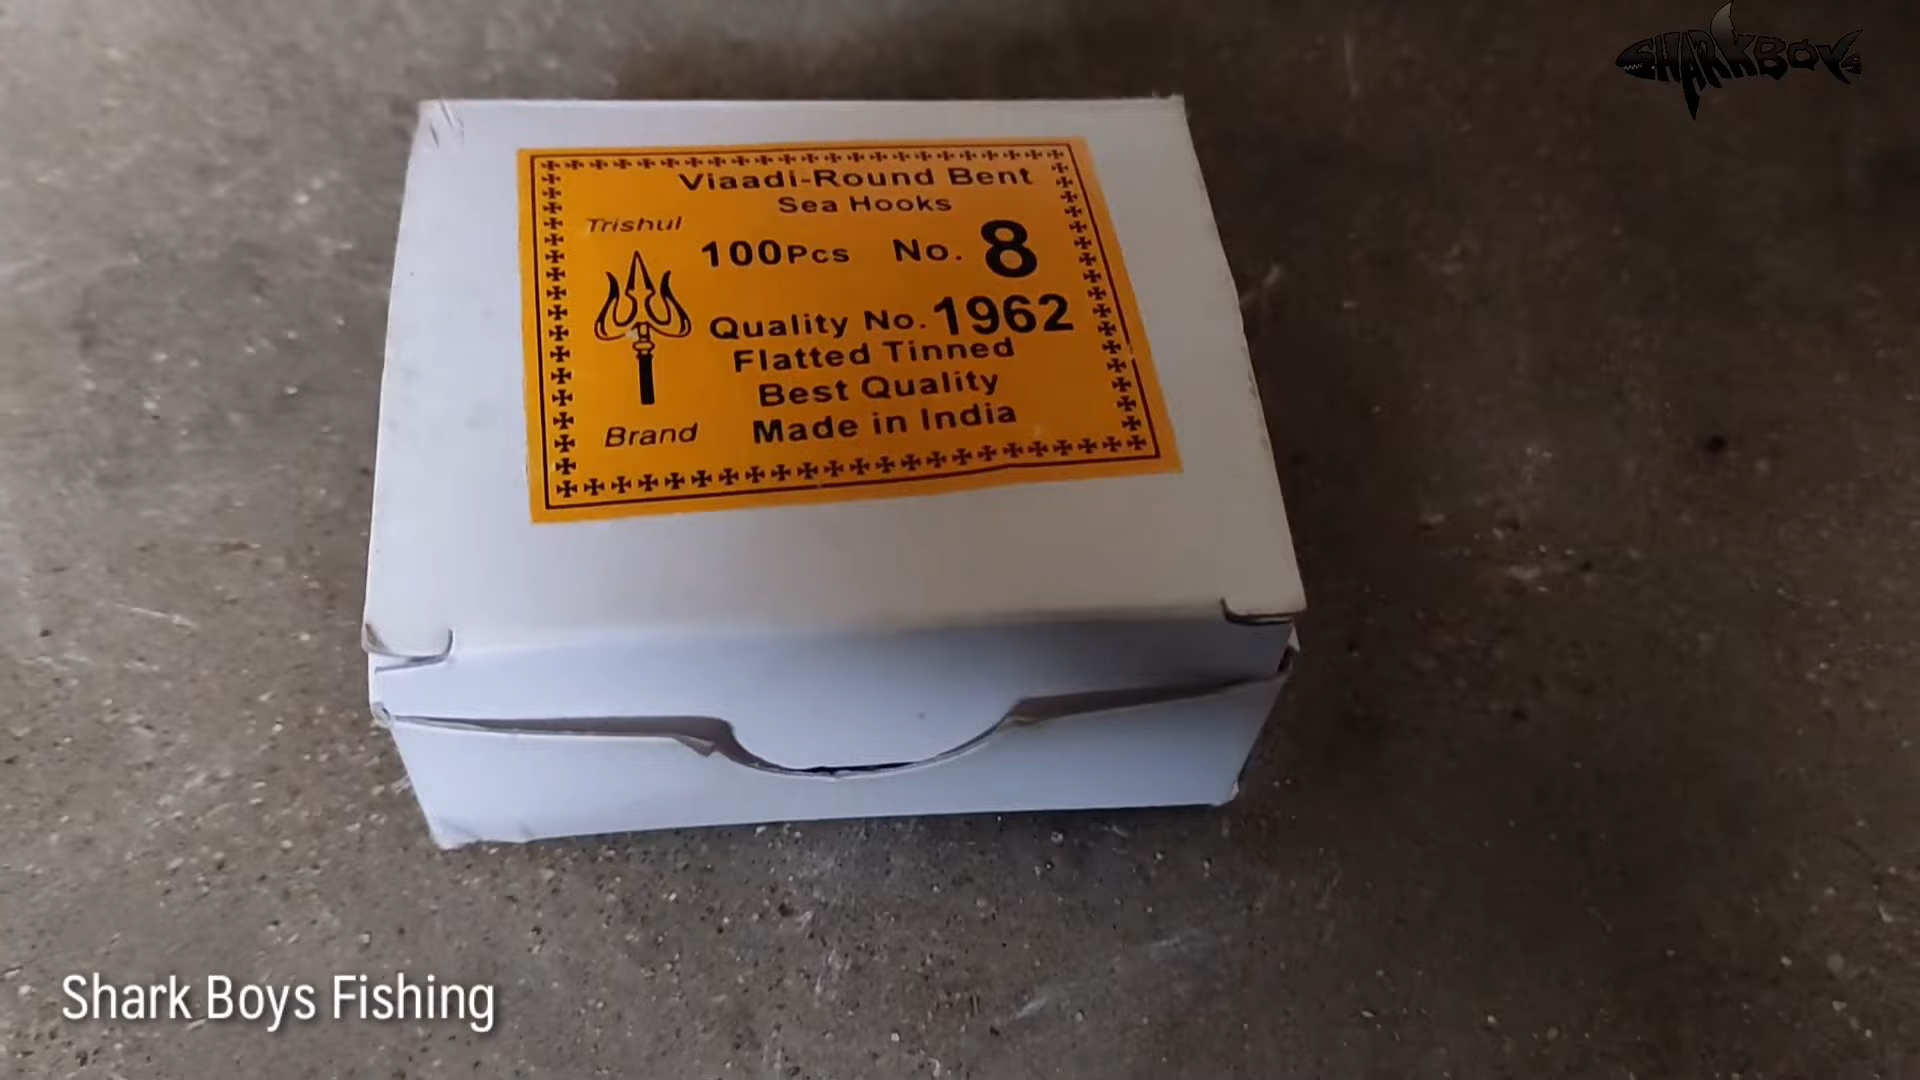 SHARKBOYS
Viaadi-Round Bent
Sea Hooks
Trishul
100Pcs No. 8
Quality No. 1962
Flatted Tinned
Best Quality
Brand Made in India
Shark Boys Fishing